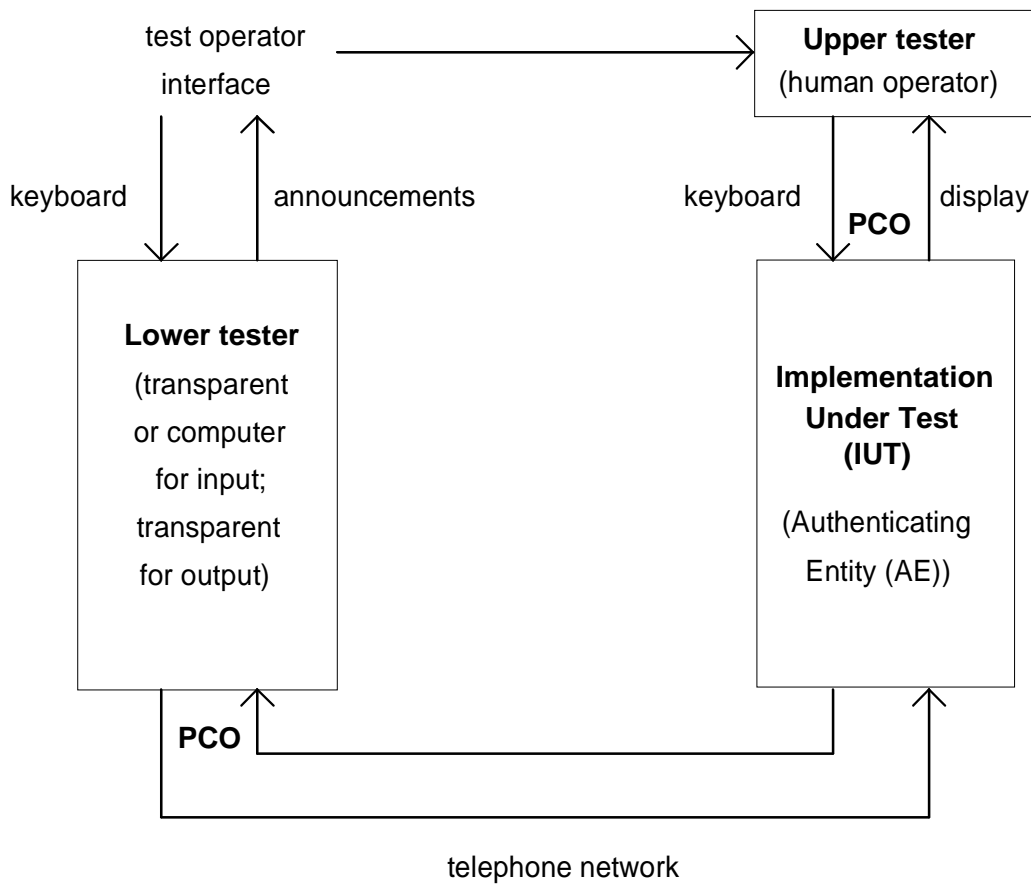 test operator
interface
Upper tester
(human operator)
keyboard
announcements
keyboard
PCO
display
Lower tester
(transparent
or computer
for input;
transparent
for output)
Implementation
Under Test
(IUT)
(Authenticating
Entity (AE))
PCO
telephone network